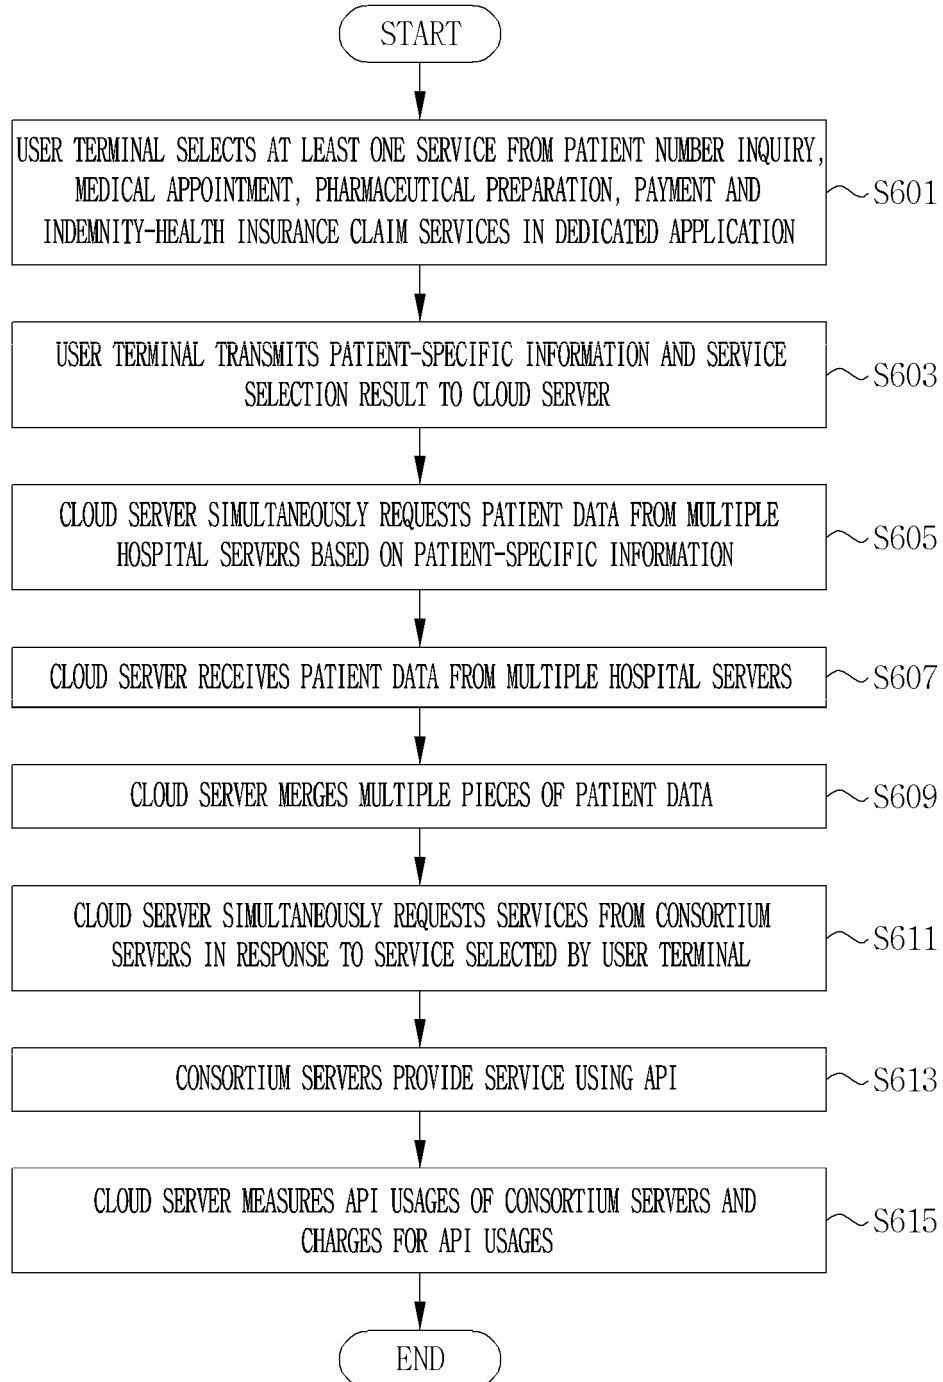 START
USER TERMINAL SELECTS AT LEAST ONE SERVICE FROM PATIENT NUMBER INQUIRY,
MEDICAL APPOINTMENT, PHARMACEUTICAL PREPARATION, PAYMENT AND
INDEMNITY-HEALTH INSURANCE CLAIM SERVICES IN DEDICATED APPLICATION
S601
USER TERMINAL TRANSMITS PATIENT-SPECIFIC INFORMATION AND SERVICE
SELECTION RESULT TO CLOUD SERVER
S603
CLOUD SERVER SIMULTANEOUSLY REQUESTS PATIENT DATA FROM MULTIPLE
HOSPITAL SERVERS BASED ON PATIENT-SPECIFIC INFORMATION
S605
CLOUD SERVER RECEIVES PATIENT DATA FROM MULTIPLE HOSPITAL SERVERS
S607
CLOUD SERVER MERGES MULTIPLE PIECES OF PATIENT DATA
S609
CLOUD SERVER SIMULTANEOUSLY REQUESTS SERVICES FROM CONSORTIUM
SERVERS IN RESPONSE TO SERVICE SELECTED BY USER TERMINAL
S611
CONSORTIUM SERVERS PROVIDE SERVICE USING API
S613
CLOUD SERVER MEASURES API USAGES OF CONSORTIUM SERVERS AND
CHARGES FOR API USAGES
S615
END